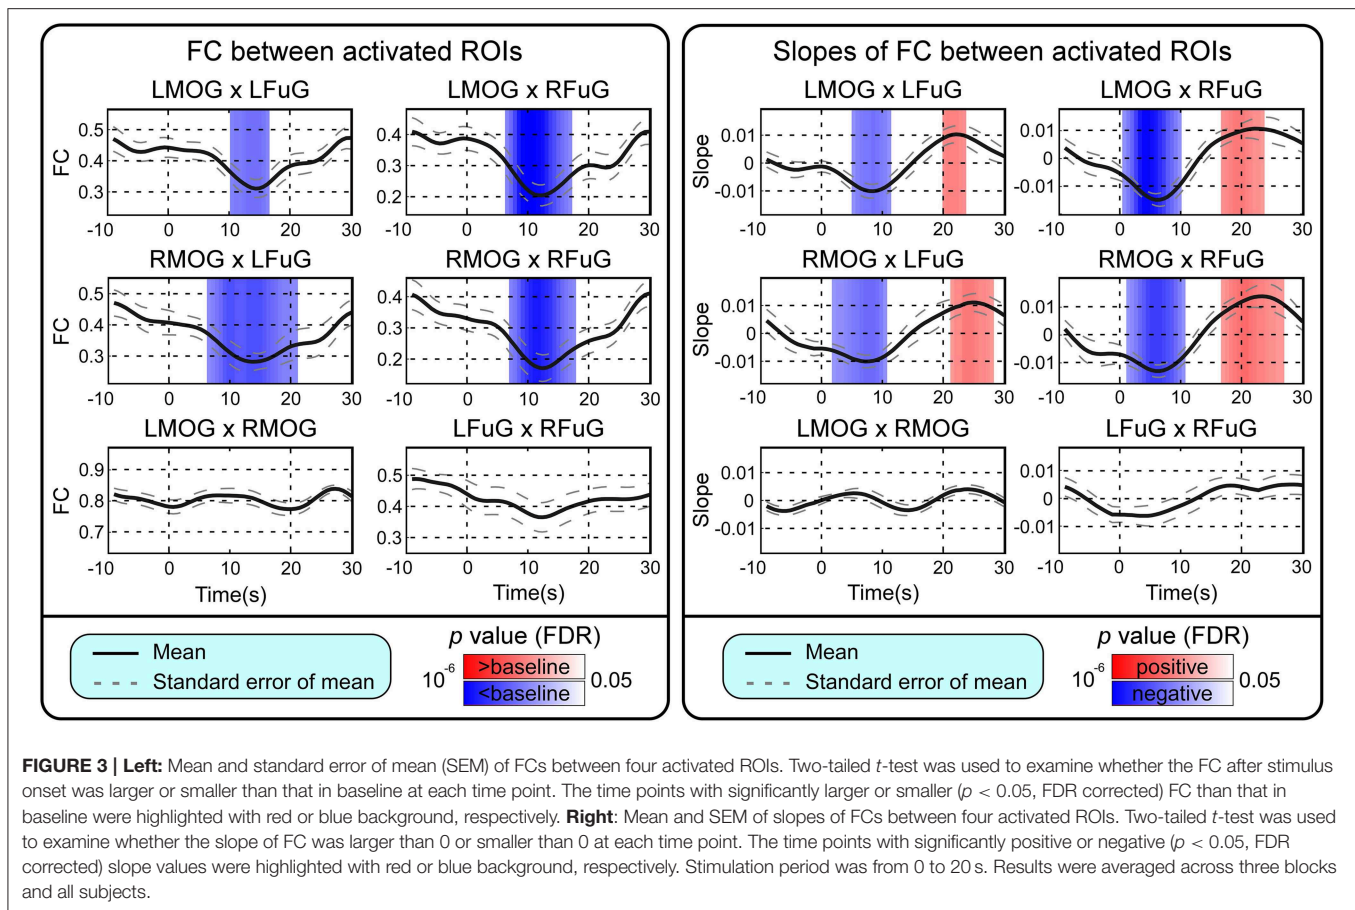 FC between activated ROIs
LMOG x LFuG
LMOG x RFuG
FC
0.5
0.4
0.3
-10 0 10 20 30
0.4
0.3
0.2
-10 0 10 20 30
RMOG x LFuG
RMOG x RFuG
FC
0.5
0.4
0.3
-10 0 10 20 30
0.4
0.3
0.2
-10 0 10 20 30
LMOG x RMOG
LFuG x RFuG
FC
0.9
0.8
0.7
-10 0 10 20 30
Time(s)
0.5
0.4
0.3
-10 0 10 20 30
Time(s)
Mean
Standard error of mean
p value (FDR)
10-6
>baseline
<baseline
0.05
Slopes of FC between activated ROIs
LMOG x LFuG
LMOG x RFuG
Slope
0.01
0
-0.01
-10 0 10 20 30
0.01
0
-0.01
-10 0 10 20 30
RMOG x LFuG
RMOG x RFuG
Slope
0.01
0
-0.01
-10 0 10 20 30
0.01
0
-0.01
-10 0 10 20 30
LMOG x RMOG
LFuG x RFuG
Slope
0.01
0
-0.01
-10 0 10 20 30
Time(s)
0.01
0
-0.01
-10 0 10 20 30
Time(s)
Mean
Standard error of mean
p value (FDR)
10-6
positive
negative
0.05
FIGURE 3 | Left: Mean and standard error of mean (SEM) of FCs between four activated ROIs. Two-tailed t-test was used to examine whether the FC after stimulus
onset was larger or smaller than that in baseline at each time point. The time points with significantly larger or smaller (p < 0.05, FDR corrected) FC than that in
baseline were highlighted with red or blue background, respectively. Right: Mean and SEM of slopes of FCs between four activated ROIs. Two-tailed t-test was used
to examine whether the slope of FC was larger than 0 or smaller than 0 at each time point. The time points with significantly positive or negative (p < 0.05, FDR
corrected) slope values were highlighted with red or blue background, respectively. Stimulation period was from 0 to 20 s. Results were averaged across three blocks
and all subjects.